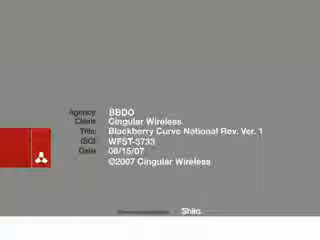 Agency BBDO
Client Cingular Wireless
Title: Blackberry Curve National Rev. Ver. 1
ISCI WFST-3733
Date 08/15/07
©2007 Cingular Wireless
Shilo.